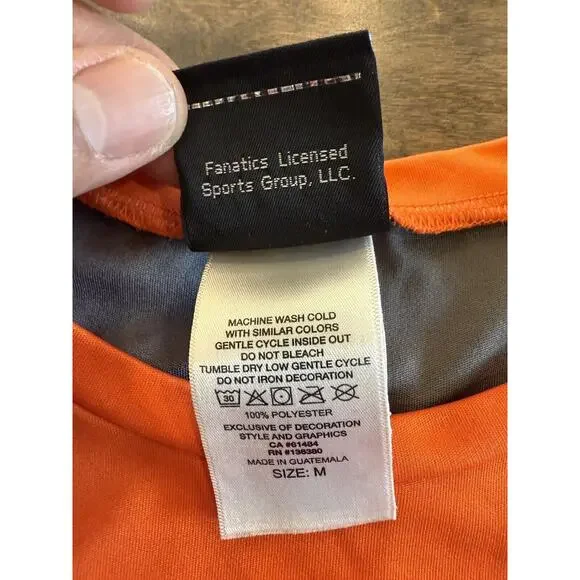 Fanatics Licensed
Sports Group, LLC.
MACHINE WASH COLD
WITH SIMILAR COLORS
GENTLE CYCLE INSIDE OUT
DO NOT BLEACH
TUMBLE DRY LOW GENTLE CYCLE
DO NOT IRON DECORATION
30
100% POLYESTER
EXCLUSIVE OF DECORATION
STYLE AND GRAPHICS
CA #61484
RN #138380
MADE IN GUATEMALA
SIZE: M